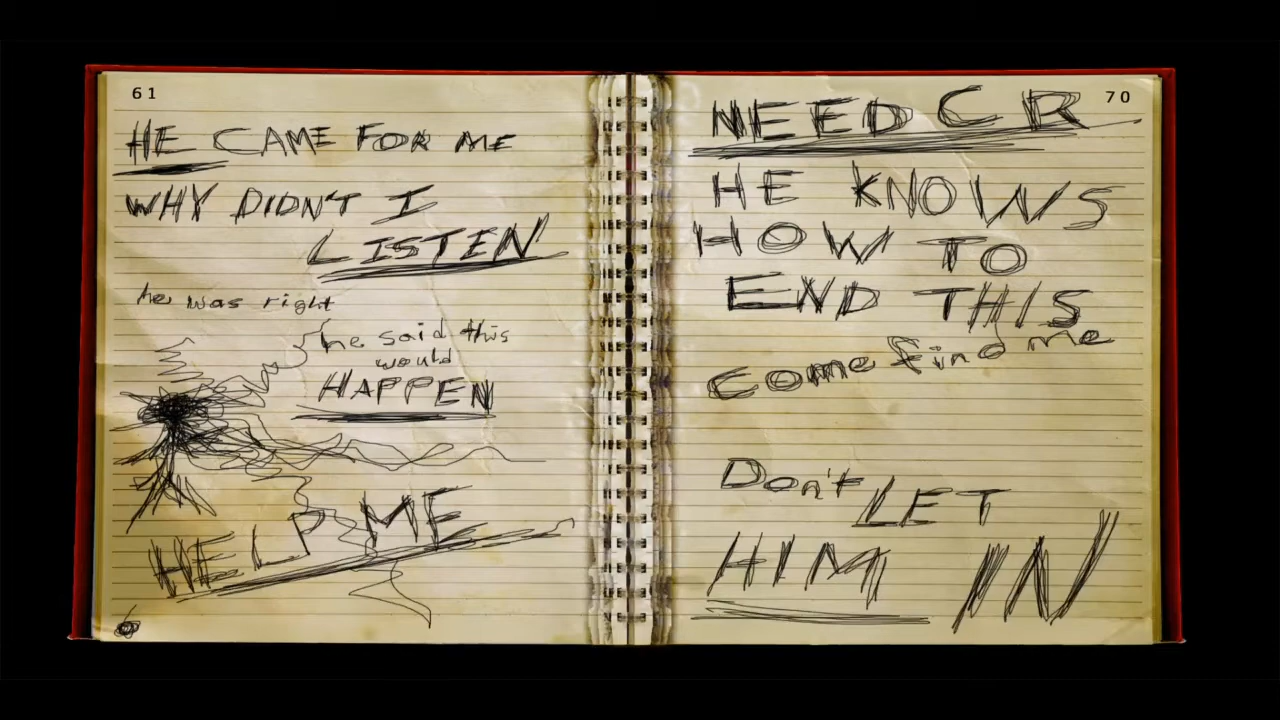 61
HE CAME FOR ME
WHY DIDN'T I
LISTEN
he was right
he said this
would
HAPPEN
HELP ME
70
NEED CR
HE KNOWS
HOW TO
END THIS
come find me
Don't LET
HIM IN